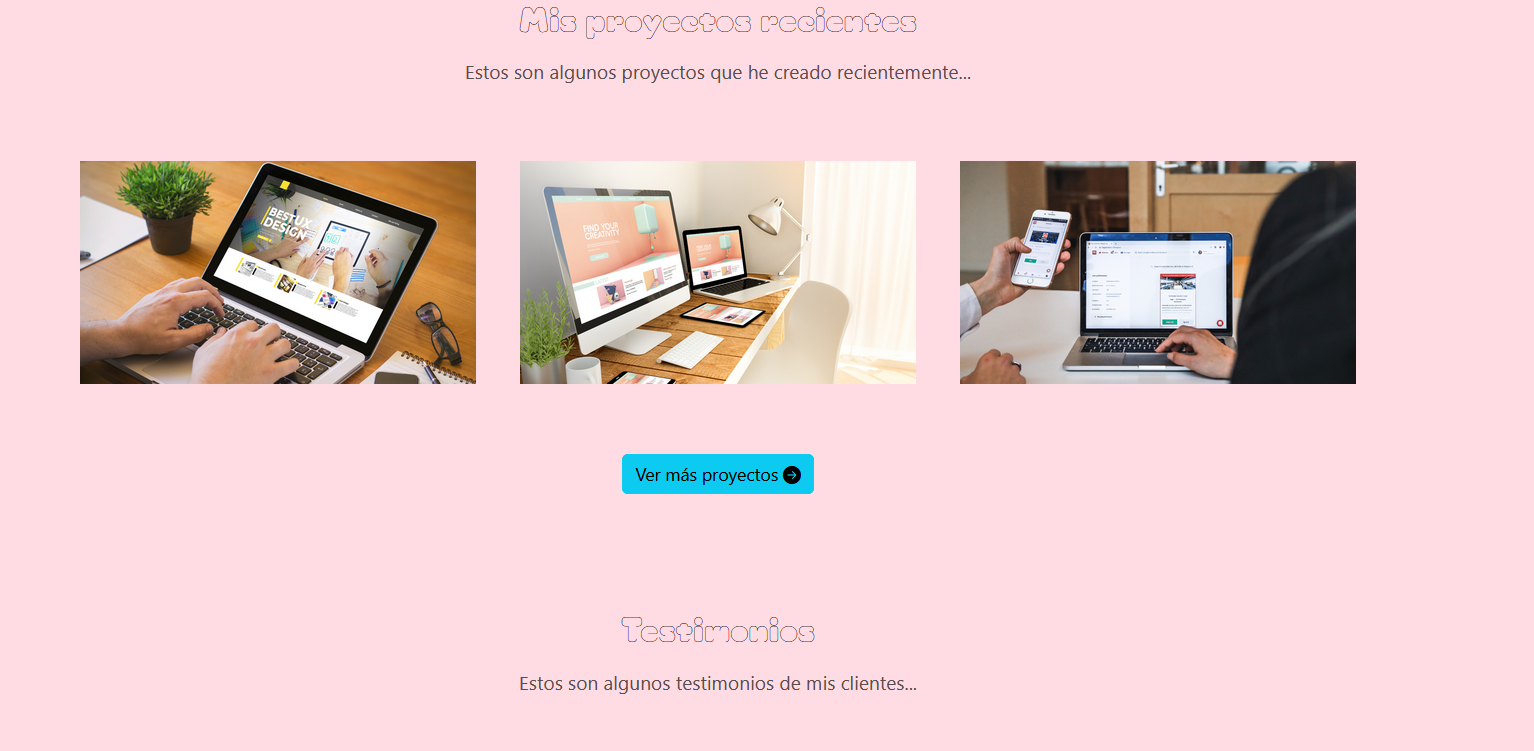 Mis proyectos recientes
Estos son algunos proyectos que he creado recientemente...
BESTUX
DESIGN
FIND YOUR
CREATIVITY
Ver más proyectos
Testimonios
Estos son algunos testimonios de mis clientes...